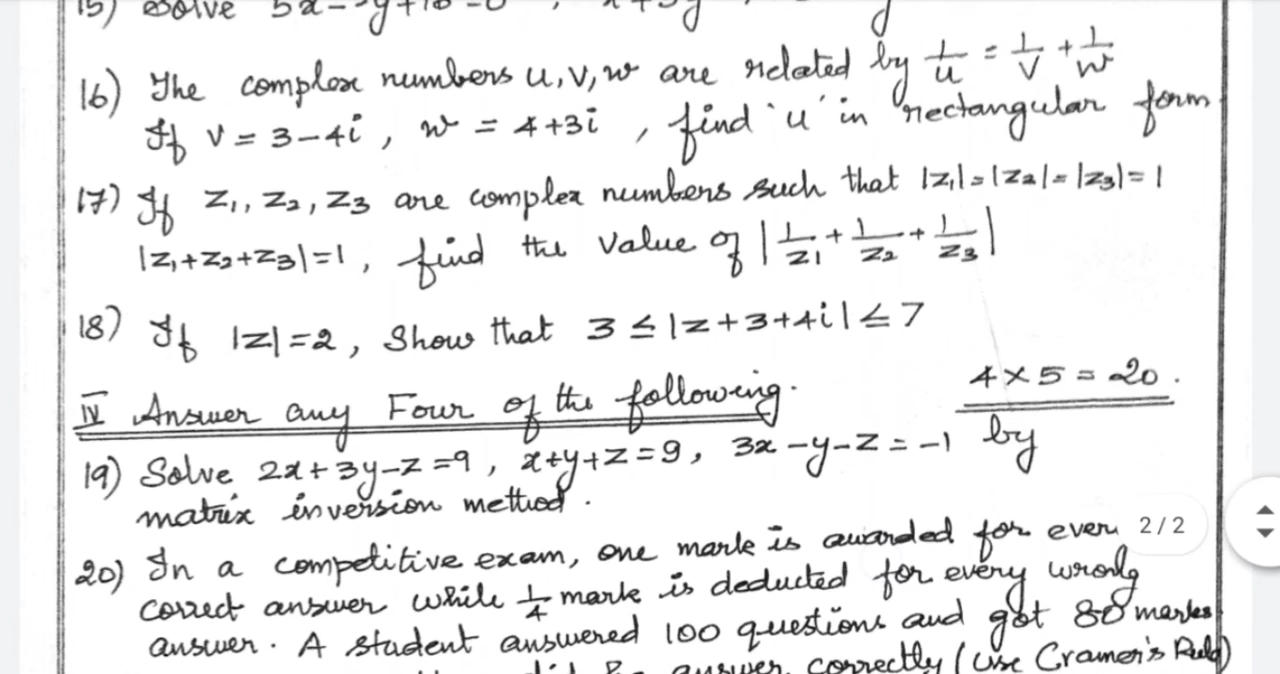 15) Solve
16) The complex numbers u, v, w are related by 1/u = 1/v + 1/w
If v = 3-4i, w = 4+3i, find 'u' in rectangular form
17) If z₁, z₂, z₃ are complex numbers such that |z₁|=|z₂|=|z₃|=1
|z₁+z₂+z₃|=1, find the value of |1/z₁ + 1/z₂ + 1/z₃|
18) If |z|=2, Show that 3 ≤ |z+3+4i| ≤ 7
IV Answer any Four of the following. 4×5=20.
19) Solve 2x+3y-z=9, x+y+z=9, 3x-y-z=-1 by
matrix inversion method.
20) In a competitive exam, one mark is awarded for every 2/2
correct answer while 1/4 mark is deducted for every wrong
answer. A student answered 100 questions and got 80 marks
answer correctly (Use Cramer's Rule)